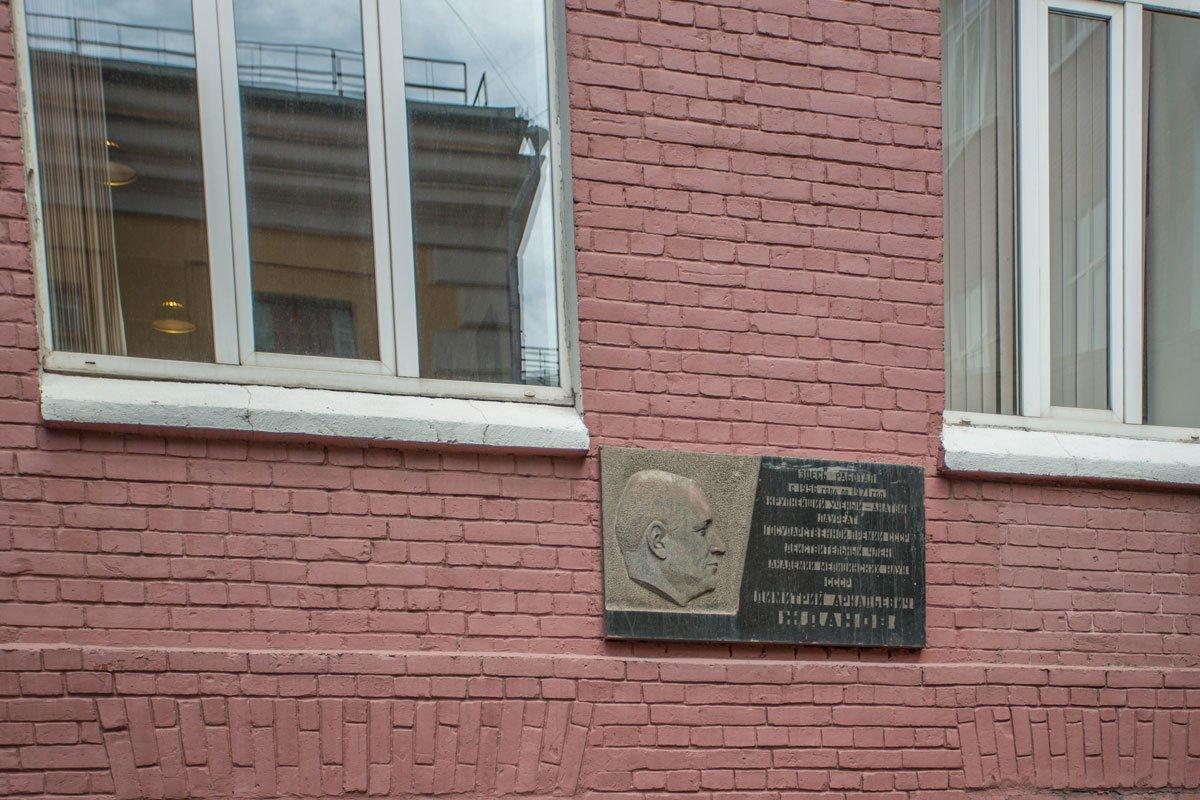 ЗДЕСЬ РАБОТАЛ
с 1956 года по 1971 год
КРУПНЕЙШИЙ УЧЕНЫЙ – АНАТОМ
ЛАУРЕАТ
ГОСУДАРСТВЕННОЙ ПРЕМИИ СССР
ДЕЙСТВИТЕЛЬНЫЙ ЧЛЕН
АКАДЕМИИ МЕДИЦИНСКИХ НАУК
СССР
ДМИТРИЙ АРКАДЬЕВИЧ
ЖДАНОВ